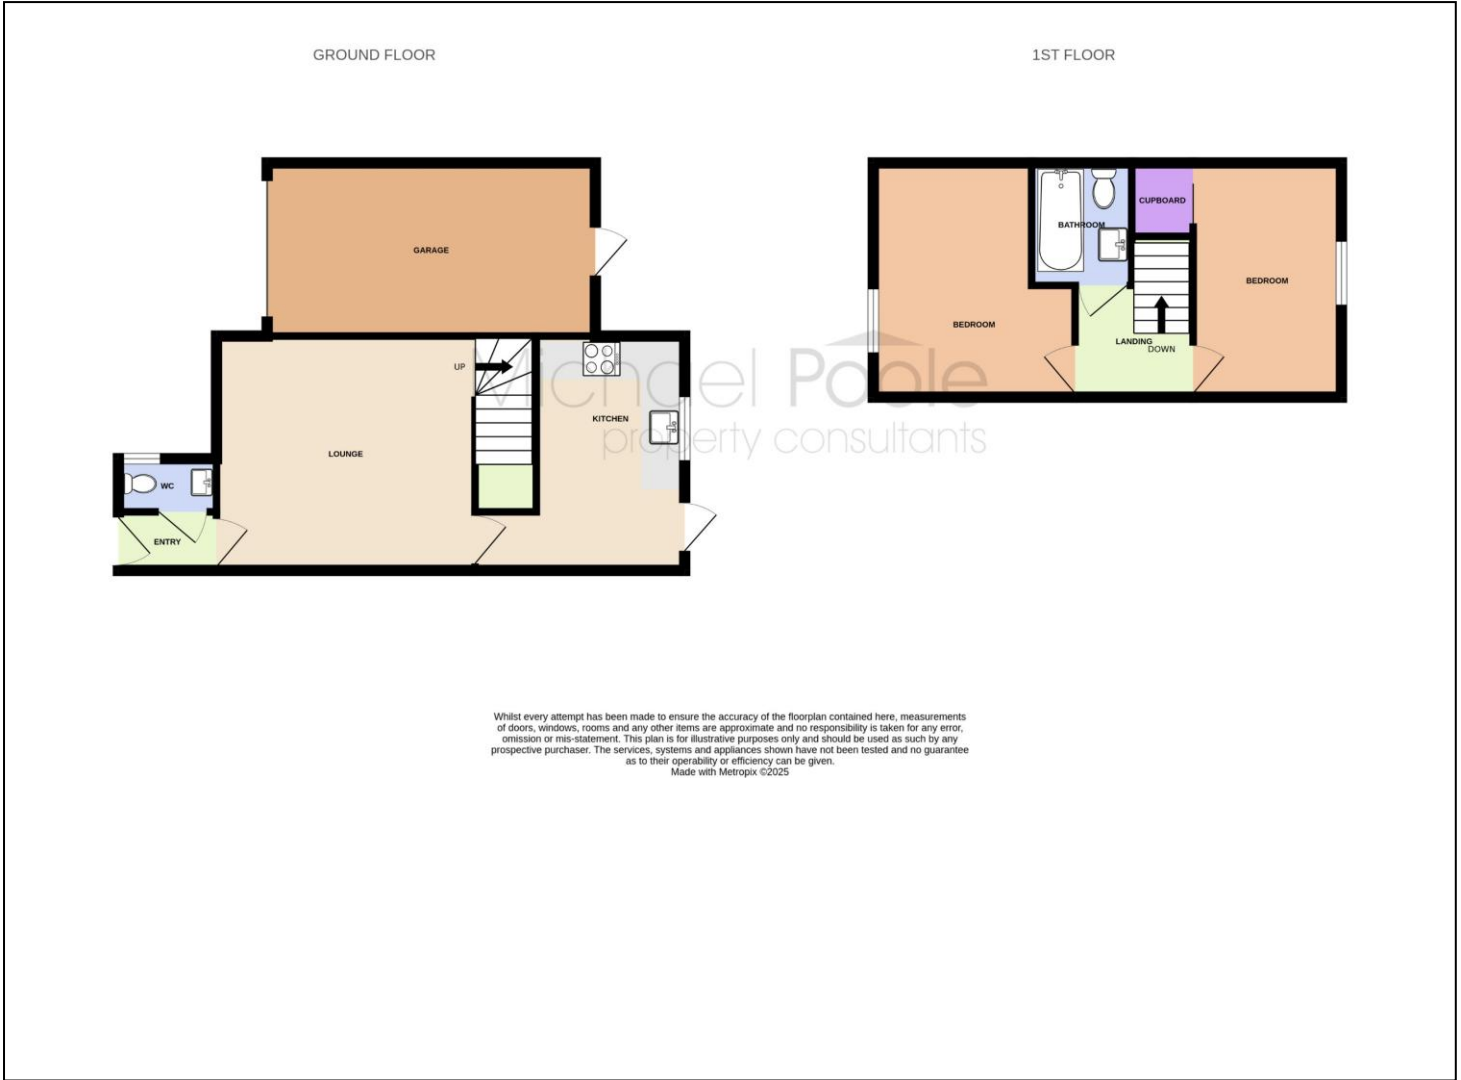 GROUND FLOOR
1ST FLOOR
GARAGE
UP
LOUNGE
KITCHEN
WC
ENTRY
BATHROOM
CUPBOARD
BEDROOM
BEDROOM
LANDING
DOWN
Michael Poole
property consultants
Whilst every attempt has been made to ensure the accuracy of the floorplan contained here, measurements
of doors, windows, rooms and any other items are approximate and no responsibility is taken for any error,
omission or mis-statement. This plan is for illustrative purposes only and should be used as such by any
prospective purchaser. The services, systems and appliances shown have not been tested and no guarantee
as to their operability or efficiency can be given.
Made with Metropix ©2025